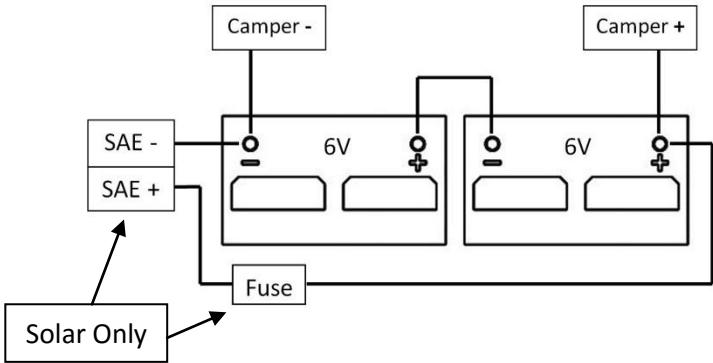 Camper -
Camper +
SAE -
6V
6V
SAE +
Fuse
Solar Only